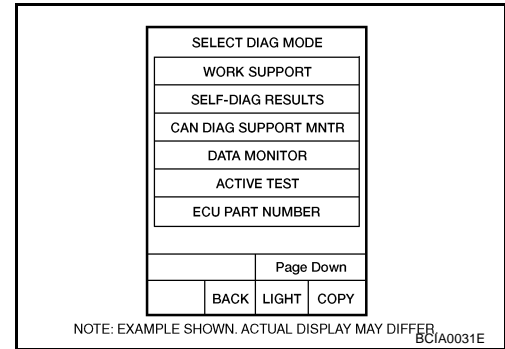 SELECT DIAG MODE
WORK SUPPORT
SELF-DIAG RESULTS
CAN DIAG SUPPORT MNTR
DATA MONITOR
ACTIVE TEST
ECU PART NUMBER
Page Down
BACK LIGHT COPY
NOTE: EXAMPLE SHOWN. ACTUAL DISPLAY MAY DIFFER.
BCIA0031E